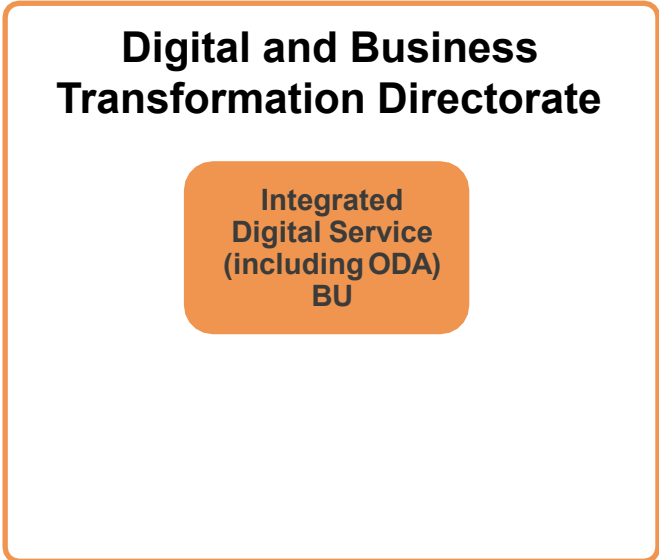 Digital and Business
Transformation Directorate
Integrated
Digital Service
(including ODA)
BU